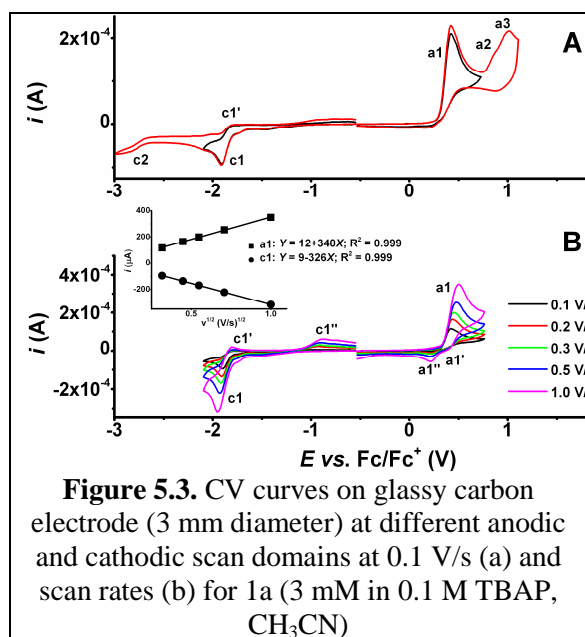 2x10⁻⁴
0
i (A)
A
a1
a2
a3
c1'
c2
c1
-3 -2 -1 0 1
B
i (μA)
400
200
0
-200
0.5 1.0
v^1/2 (V/s)^1/2
a1: Y = 12+340X; R² = 0.999
c1: Y = 9-326X; R² = 0.999
4x10⁻⁴
2x10⁻⁴
0
-2x10⁻⁴
i (A)
c1'
c1''
c1
a1
a1''
a1'
0.1 V/
0.2 V/
0.3 V/
0.5 V/
1.0 V/
-3 -2 -1 0 1
E vs. Fc/Fc⁺ (V)
Figure 5.3. CV curves on glassy carbon
electrode (3 mm diameter) at different anodic
and cathodic scan domains at 0.1 V/s (a) and
scan rates (b) for 1a (3 mM in 0.1 M TBAP,
CH₃CN)